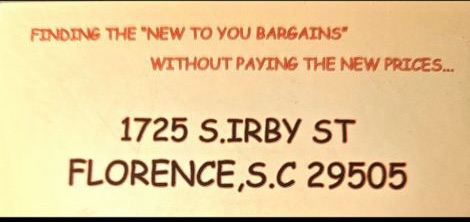 FINDING THE "NEW TO YOU BARGAINS"
WITHOUT PAYING THE NEW PRICES...
1725 S.IRBY ST
FLORENCE,S.C 29505